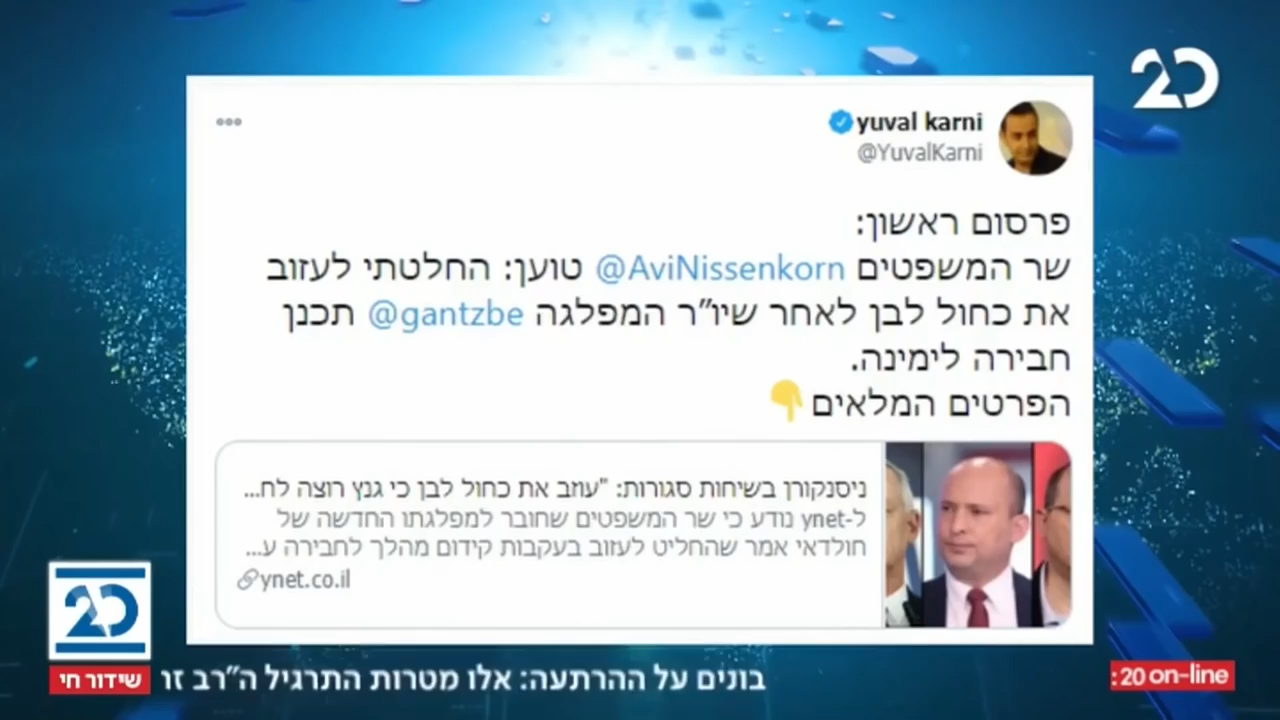 20
yuval karni
@YuvalKarni
פרסום ראשון:
שר המשפטים @AviNissenkorn טוען: החלטתי לעזוב
את כחול לבן לאחר שיו"ר המפלגה @gantzbe תכנן
חבירה לימינה.
הפרטים המלאים👇
ניסנקורן בשיחות סגורות: "עוזב את כחול לבן כי גנץ רוצה לח...
ל-ynet נודע כי שר המשפטים שחובר למפלגתו החדשה של
חולדאי אמר שהחליט לעזוב בעקבות קידום מהלך לחבירה ע...
ynet.co.il
20
שידור חי
20 on-line:
בונים על ההרתעה: אלו מטרות התרגיל ה"רב זו